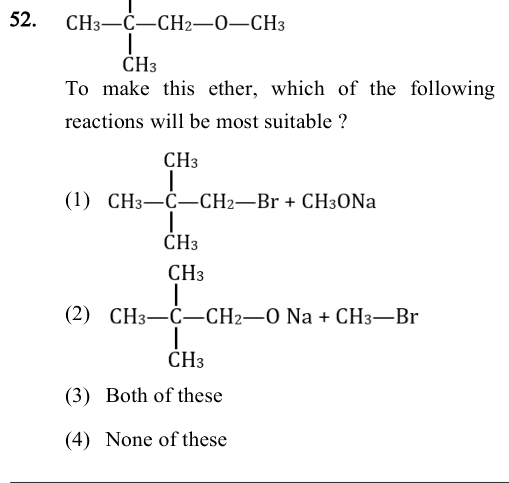 52. CH3—C—CH2—O—CH3
CH3
To make this ether, which of the following
reactions will be most suitable ?
CH3
(1) CH3—C—CH2—Br + CH3ONa
CH3
CH3
(2) CH3—C—CH2—O Na + CH3—Br
CH3
(3) Both of these
(4) None of these